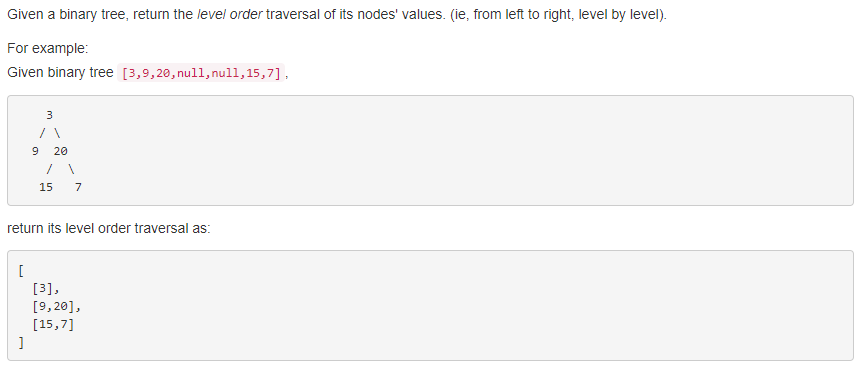 Given a binary tree, return the level order traversal of its nodes' values. (ie, from left to right, level by level).
For example:
Given binary tree [3,9,20,null,null,15,7],
3
/ \
9 20
/ \
15 7
return its level order traversal as:
[
[3],
[9,20],
[15,7]
]